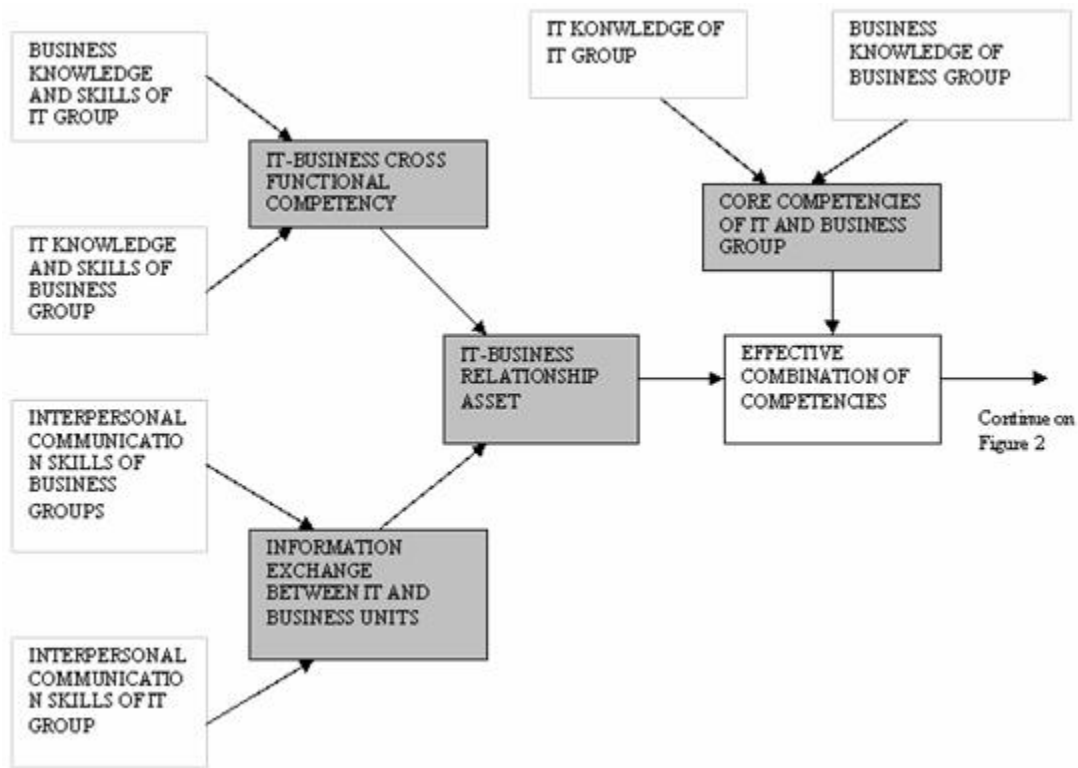 BUSINESS
KNOWLEDGE
AND SKILLS OF
IT GROUP
IT KONWLEDGE OF
IT GROUP
BUSINESS
KNOWLEDGE OF
BUSINESS GROUP
IT-BUSINESS CROSS
FUNCTIONAL
COMPETENCY
CORE COMPETENCIES
OF IT AND BUSINESS
GROUP
IT KNOWLEDGE
AND SKILLS OF
BUSINESS
GROUP
IT-BUSINESS
RELATIONSHIP
ASSET
EFFECTIVE
COMBINATION OF
COMPETENCIES
Continue on
Figure 2
INTERPERSONAL
COMMUNICATIO
N SKILLS OF
BUSINESS
GROUPS
INFORMATION
EXCHANGE
BETWEEN IT AND
BUSINESS UNITS
INTERPERSONAL
COMMUNICATIO
N SKILLS OF IT
GROUP